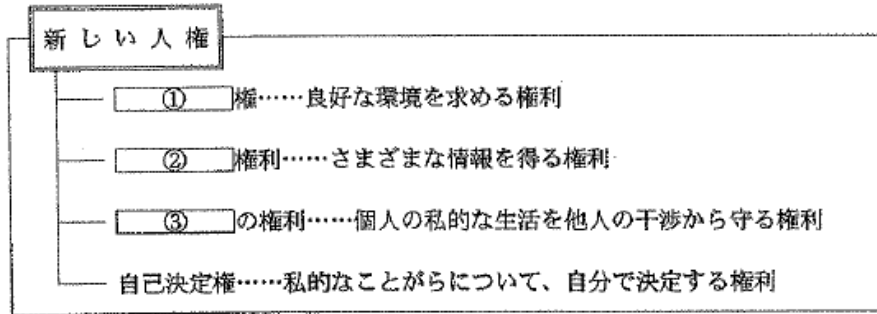 新しい人権
①権……良好な環境を求める権利
②権利……さまざまな情報を得る権利
③の権利……個人の私的な生活を他人の干渉から守る権利
自己決定権……私的なことがらについて、自分で決定する権利